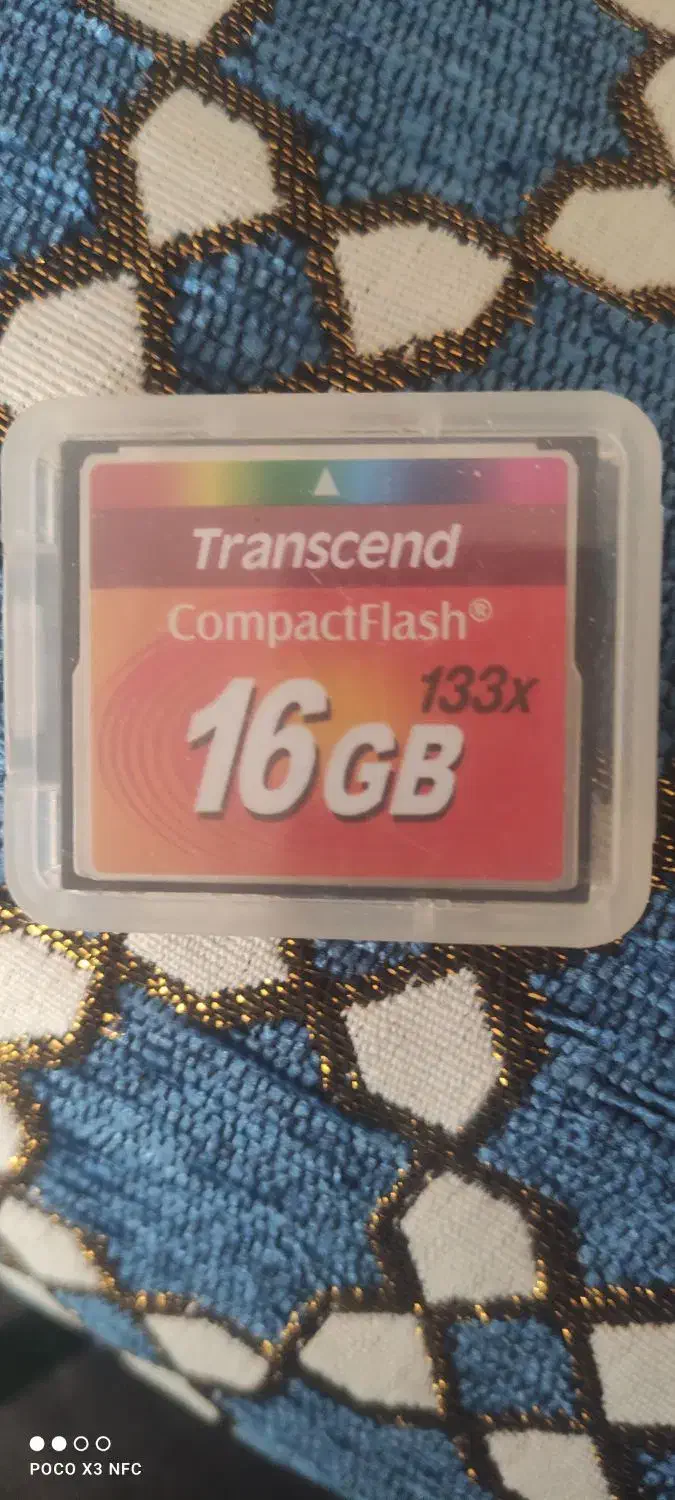 Transcend
CompactFlash®
133x
16GB
POCO X3 NFC